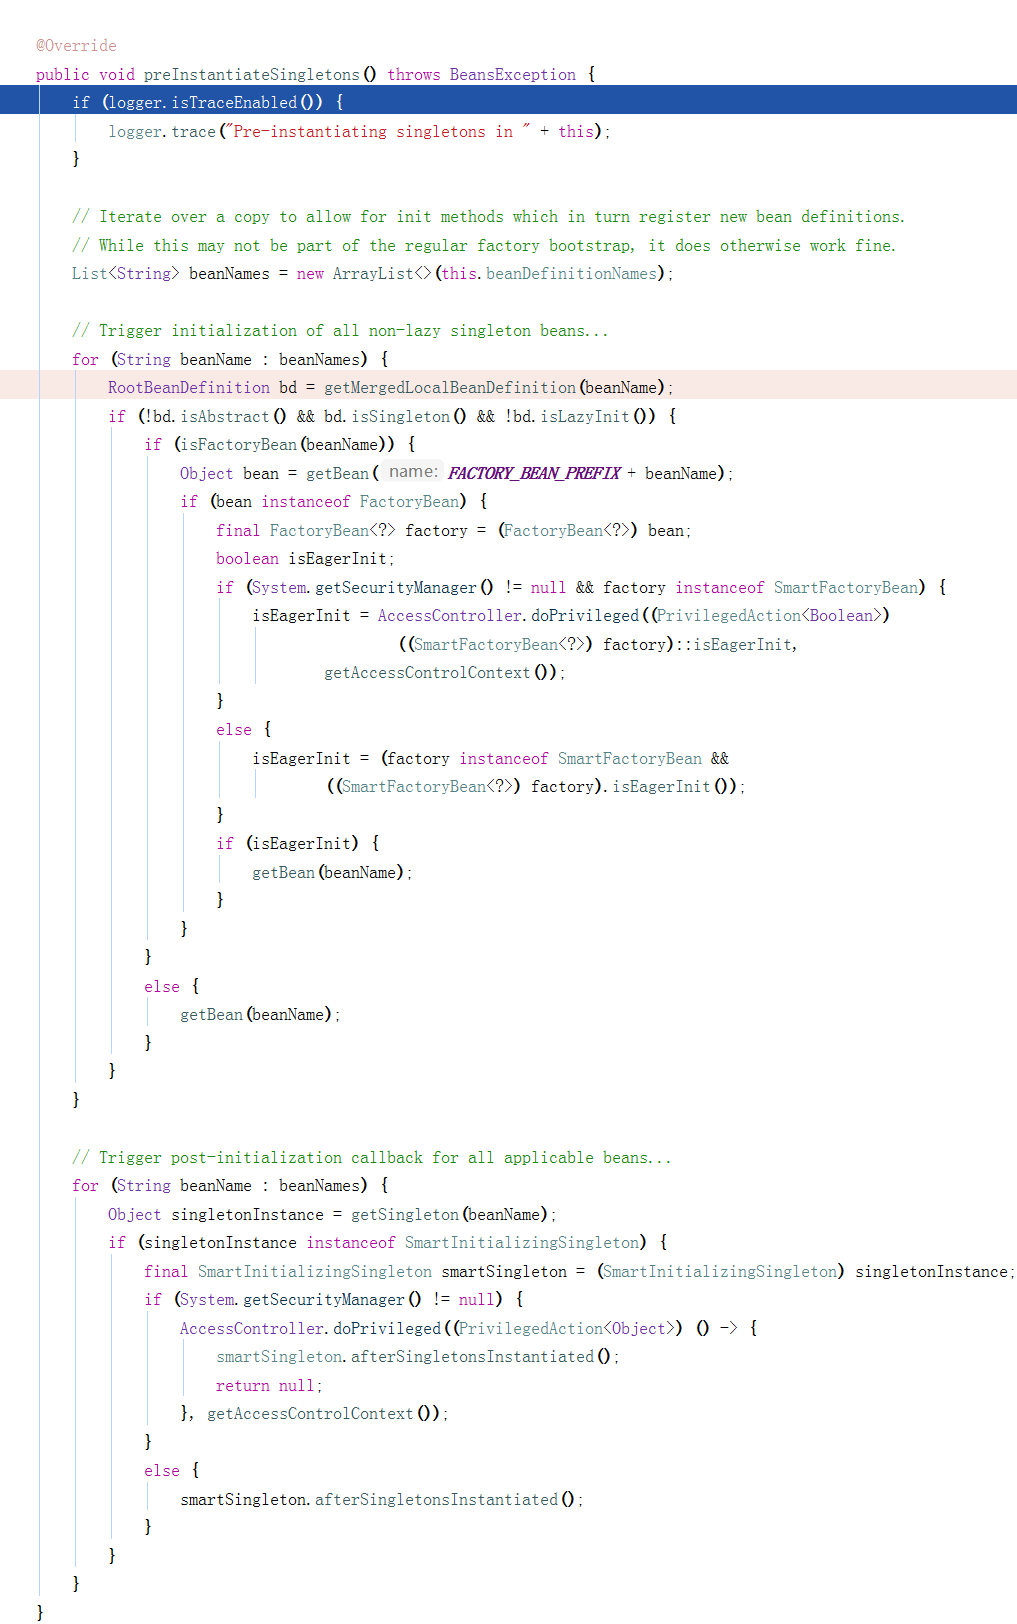 @Override
public void preInstantiateSingletons() throws BeansException {
if (logger.isTraceEnabled()) {
logger.trace("Pre-instantiating singletons in " + this);
}
// Iterate over a copy to allow for init methods which in turn register new bean definitions.
// While this may not be part of the regular factory bootstrap, it does otherwise work fine.
List<String> beanNames = new ArrayList<>(this.beanDefinitionNames);
// Trigger initialization of all non-lazy singleton beans...
for (String beanName : beanNames) {
RootBeanDefinition bd = getMergedLocalBeanDefinition(beanName);
if (!bd.isAbstract() && bd.isSingleton() && !bd.isLazyInit()) {
if (isFactoryBean(beanName)) {
Object bean = getBean( name: FACTORY_BEAN_PREFIX + beanName);
if (bean instanceof FactoryBean) {
final FactoryBean<?> factory = (FactoryBean<?>) bean;
boolean isEagerInit;
if (System.getSecurityManager() != null && factory instanceof SmartFactoryBean) {
isEagerInit = AccessController.doPrivileged((PrivilegedAction<Boolean>)
((SmartFactoryBean<?>) factory)::isEagerInit,
getAccessControlContext());
}
else {
isEagerInit = (factory instanceof SmartFactoryBean &&
((SmartFactoryBean<?>) factory).isEagerInit());
}
if (isEagerInit) {
getBean(beanName);
}
}
}
else {
getBean(beanName);
}
}
}
// Trigger post-initialization callback for all applicable beans...
for (String beanName : beanNames) {
Object singletonInstance = getSingleton(beanName);
if (singletonInstance instanceof SmartInitializingSingleton) {
final SmartInitializingSingleton smartSingleton = (SmartInitializingSingleton) singletonInstance;
if (System.getSecurityManager() != null) {
AccessController.doPrivileged((PrivilegedAction<Object>) () -> {
smartSingleton.afterSingletonsInstantiated();
return null;
}, getAccessControlContext());
}
else {
smartSingleton.afterSingletonsInstantiated();
}
}
}
}